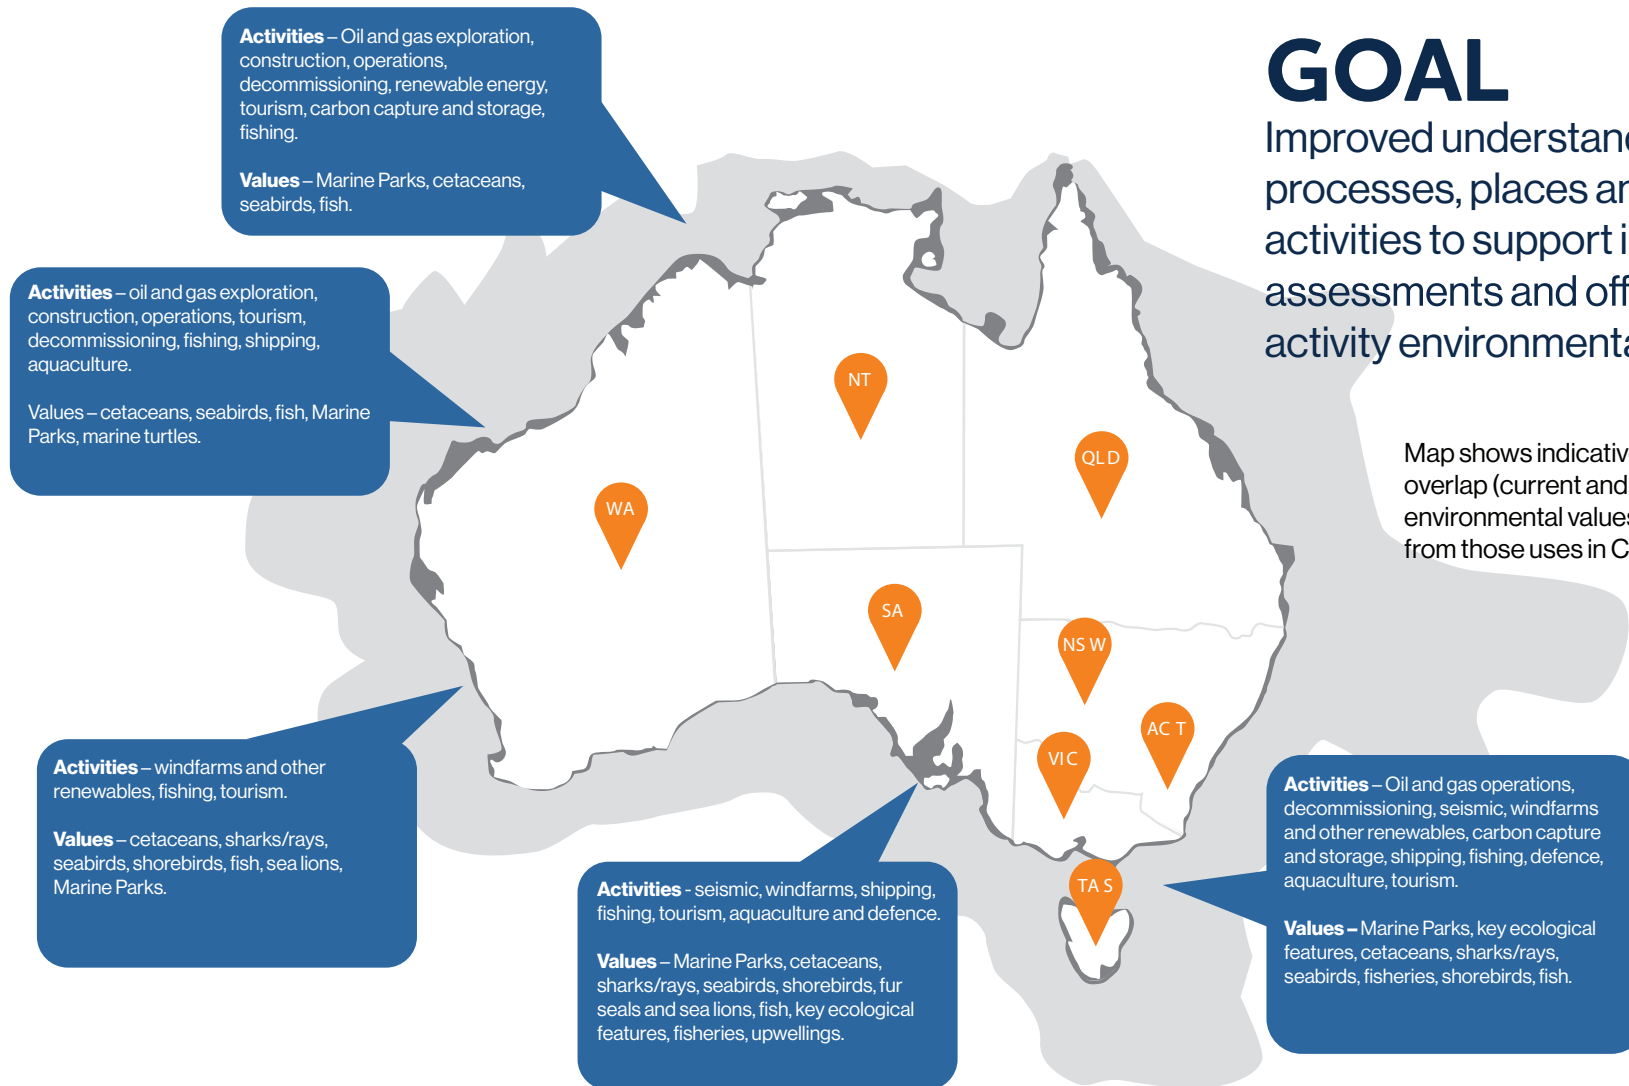 Activities – Oil and gas exploration,
construction, operations,
decommissioning, renewable energy,
tourism, carbon capture and storage,
fishing.
Values – Marine Parks, cetaceans,
seabirds, fish.
GOAL
Improved understand
processes, places an
activities to support i
assessments and off
activity environmenta
Activities – oil and gas exploration,
construction, operations, tourism,
decommissioning, fishing, shipping,
aquaculture.
Values – cetaceans, seabirds, fish, Marine
Parks, marine turtles.
Map shows indicative
overlap (current and
environmental values
from those uses in C
NT
QLD
WA
SA
NSW
ACT
VIC
TAS
Activities – windfarms and other
renewables, fishing, tourism.
Values – cetaceans, sharks/rays,
seabirds, shorebirds, fish, sea lions,
Marine Parks.
Activities - seismic, windfarms, shipping,
fishing, tourism, aquaculture and defence.
Values – Marine Parks, cetaceans,
sharks/rays, seabirds, shorebirds, fur
seals and sea lions, fish, key ecological
features, fisheries, upwellings.
Activities – Oil and gas operations,
decommissioning, seismic, windfarms
and other renewables, carbon capture
and storage, shipping, fishing, defence,
aquaculture, tourism.
Values – Marine Parks, key ecological
features, cetaceans, sharks/rays,
seabirds, fisheries, shorebirds, fish.